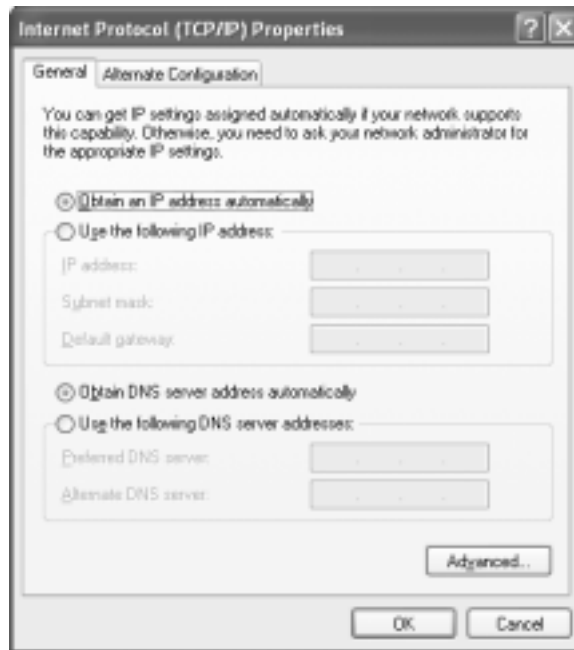 Internet Protocol (TCP/IP) Properties
General
Alternate Configuration
You can get IP settings assigned automatically if your network supports
this capability. Otherwise, you need to ask your network administrator for
the appropriate IP settings.
Obtain an IP address automatically
Use the following IP address:
IP address:
Subnet mask:
Default gateway:
Obtain DNS server address automatically
Use the following DNS server addresses:
Preferred DNS server:
Alternate DNS server:
Advanced...
OK
Cancel